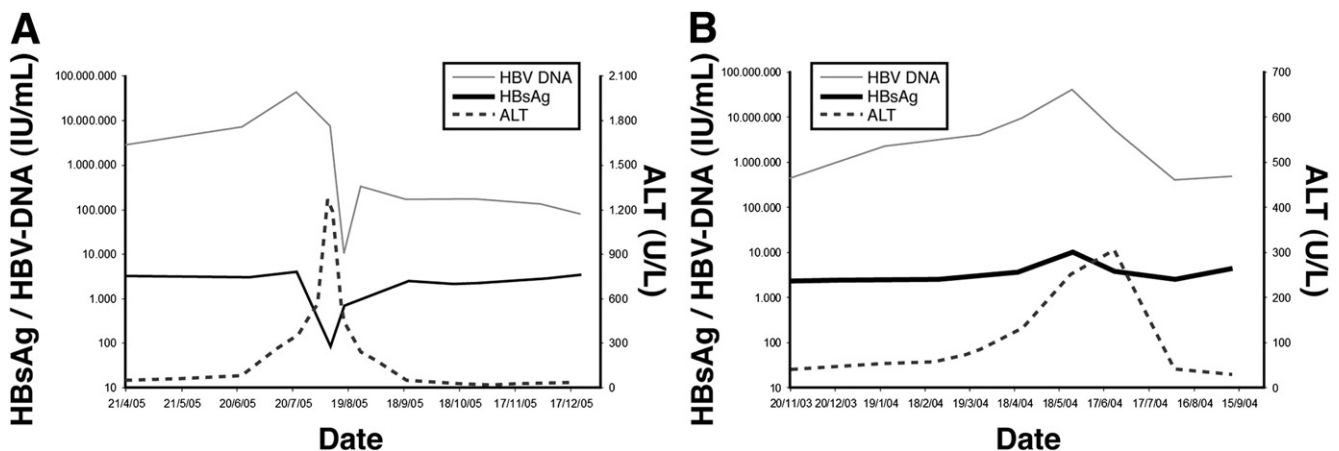 A
HBsAg / HBV-DNA (IU/mL)
100.000.000
10.000.000
1.000.000
100.000
10.000
1.000
100
10
HBV DNA
HBsAg
ALT
2.100
1.800
1.500
1.200
900
600
300
0
ALT (U/L)
21/4/05 21/5/05 20/6/05 20/7/05 19/8/05 18/9/05 18/10/05 17/11/05 17/12/05
Date
B
HBsAg / HBV-DNA (IU/mL)
100.000.000
10.000.000
1.000.000
100.000
10.000
1.000
100
10
HBV DNA
HBsAg
ALT
700
600
500
400
300
200
100
0
ALT (U/L)
20/11/03 20/12/03 19/1/04 18/2/04 19/3/04 18/4/04 18/5/04 17/6/04 17/7/04 16/8/04 15/9/04
Date